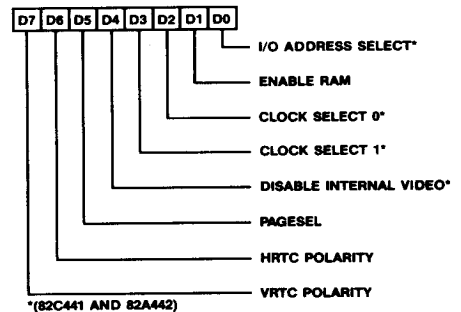 D7 D6 D5 D4 D3 D2 D1 D0
I/O ADDRESS SELECT*
ENABLE RAM
CLOCK SELECT 0*
CLOCK SELECT 1*
DISABLE INTERNAL VIDEO*
PAGESEL
HRTC POLARITY
VRTC POLARITY
*(82C441 AND 82A442)